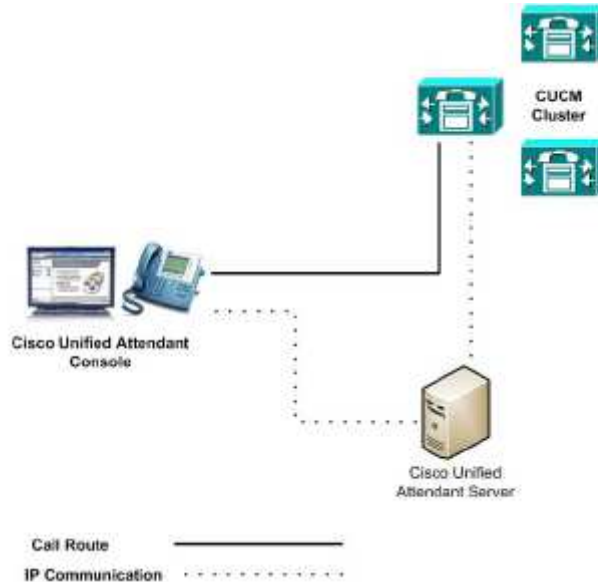 CUCM
Cluster
Cisco Unified Attendant
Console
Cisco Unified
Attendant Server
Call Route
IP Communication